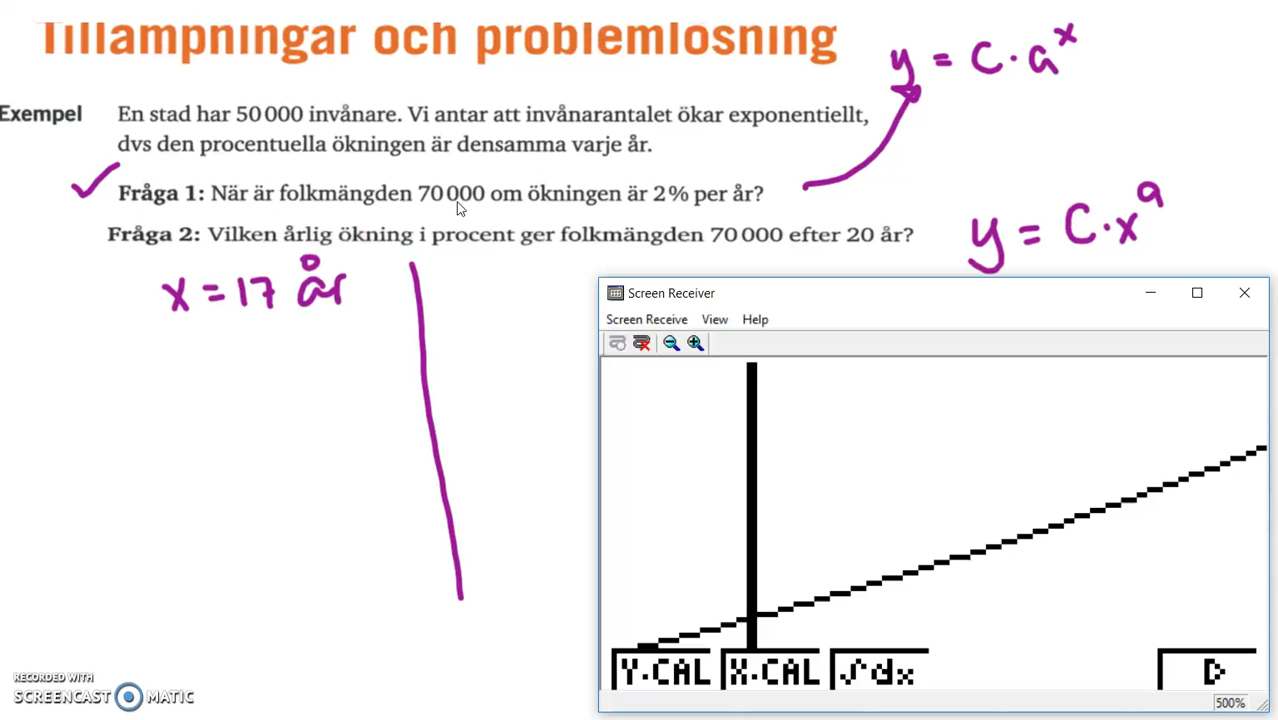 Tillämpningar och problemlösning
y = C · a^x
Exempel En stad har 50 000 invånare. Vi antar att invånarantalet ökar exponentiellt,
dvs den procentuella ökningen är densamma varje år.
Fråga 1: När är folkmängden 70 000 om ökningen är 2 % per år?
y = C · x^a
Fråga 2: Vilken årlig ökning i procent ger folkmängden 70 000 efter 20 år?
x = 17 år
Screen Receiver
Screen Receive View Help
Y·CAL X·CAL ∫dx
500%
RECORDED WITH
SCREENCAST MATIC